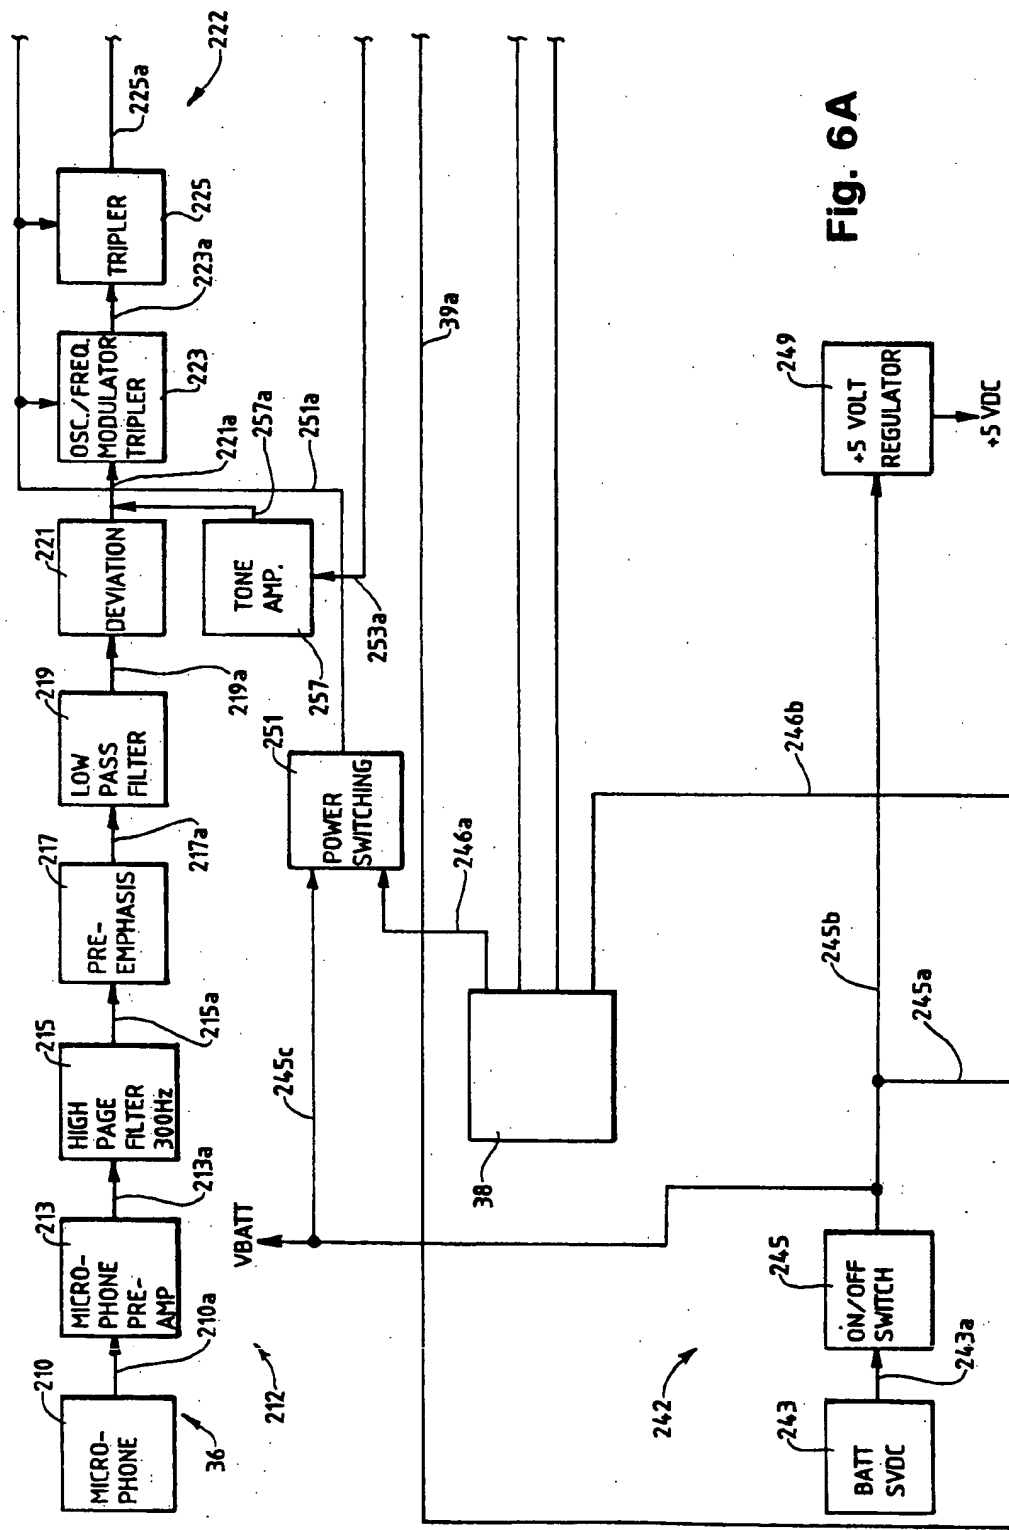 210
MICRO-
PHONE
36
210a
213
MICRO-
PHONE
PRE-
AMP
212
213a
215
HIGH
PAGE
FILTER
300Hz
215a
217
PRE-
EMPHASIS
217a
219
LOW
PASS
FILTER
219a
221
DEVIATION
221a
OSC./FREQ.
MODULATOR
TRIPLER
223
223a
TRIPLER
225
225a
222
VBATT
245c
251
POWER
SWITCHING
246a
257
TONE
AMP.
257a
253a
251a
39a
38
246b
242
243
BATT
SVDC
243a
245
ON/OFF
SWITCH
245b
245a
249
+5 VOLT
REGULATOR
+5 VDC
Fig. 6A